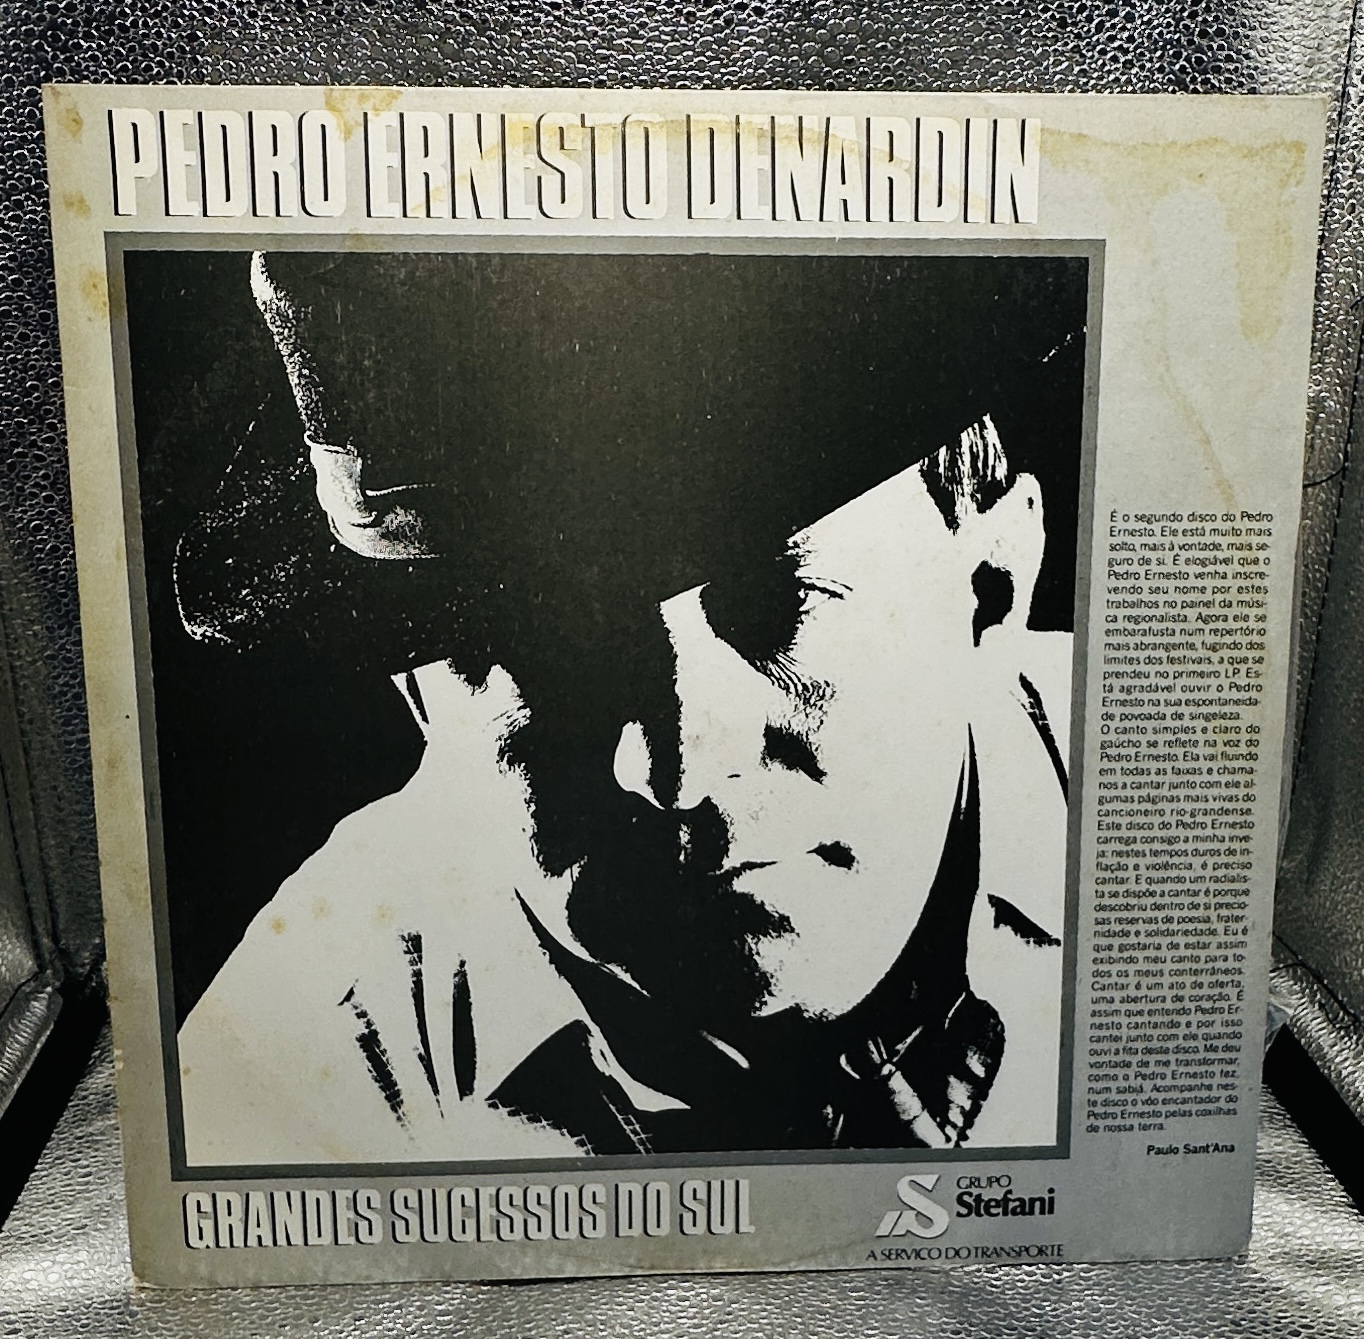 PEDRO ERNESTO DENARDIN
É o segundo disco do Pedro
Ernesto. Ele está muito mais
solto, mais à vontade, mais se-
guro de si. É elogiável que o
Pedro Ernesto venha inscre-
vendo seu nome por estes
trabalhos no painel da músi-
ca regionalista. Agora ele se
embarafusta num repertório
mais abrangente, fugindo dos
limites dos festivais, a que se
prendeu no primeiro LP. Es-
tá agradável ouvir o Pedro
Ernesto na sua espontaneida-
de povoada de singeleza.
O canto simples e claro do
gaúcho se reflete na voz do
Pedro Ernesto. Ela vai fluindo
em todas as faixas e chama-
nos a cantar junto com ele al-
gumas páginas mais vivas do
cancioneiro rio-grandense.
Este disco do Pedro Ernesto
carrega consigo a minha inve-
ja: nestes tempos duros de in-
flação e violência, é preciso
cantar. E quando um radialis-
ta se dispõe a cantar é porque
descobriu dentro de si precio-
sas reservas de poesia, frater-
nidade e solidariedade. Eu é
que gostaria de estar assim
exibindo meu canto para to-
dos os meus conterrâneos.
Cantar é um ato de oferta,
uma abertura de coração. É
assim que entendo Pedro Er-
nesto cantando e por isso
cantei junto com ele quando
ouvi a fita deste disco. Me deu
vontade de me transformar,
como o Pedro Ernesto fez,
num sabiá. Acompanhe nes-
te disco o vôo encantador do
Pedro Ernesto pelas coxilhas
de nossa terra.
Paulo Sant'Ana
GRANDES SUCESSOS DO SUL
GRUPO
Stefani
A SERVIÇO DO TRANSPORTE